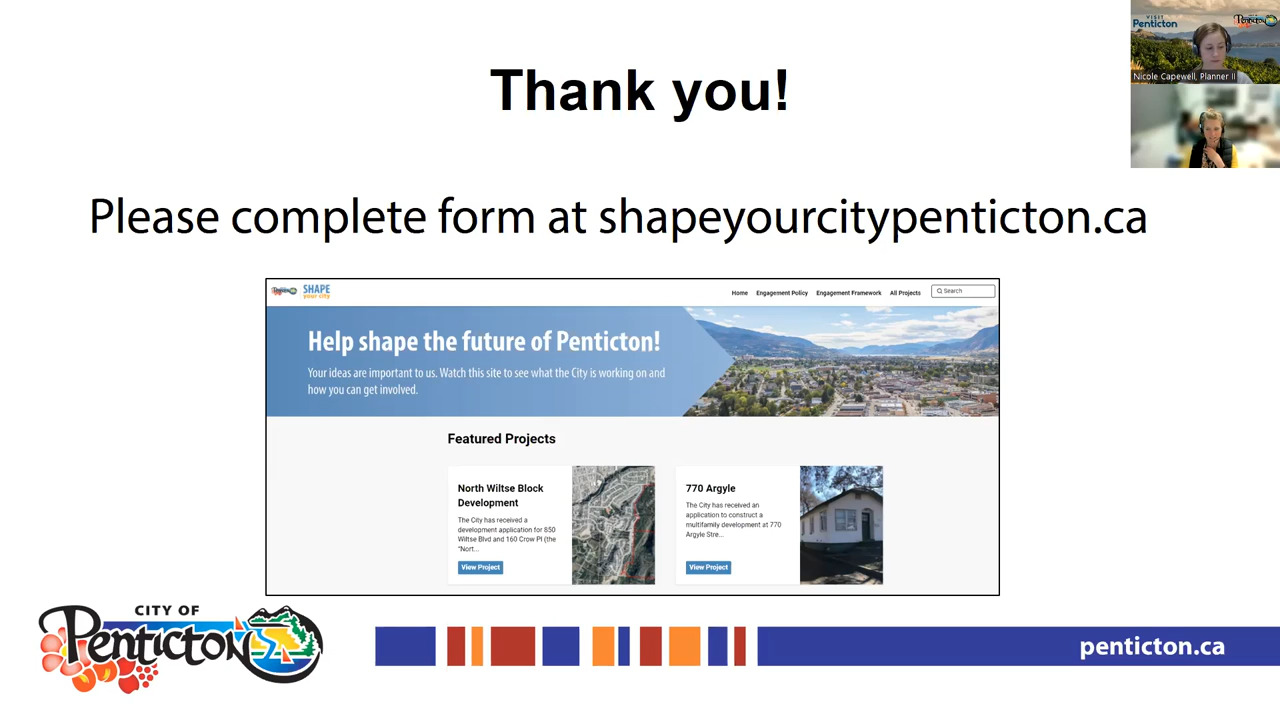 Thank you!
VISIT
Penticton
Penticton
Nicole Capewell, Planner II
Please complete form at shapeyourcitypenticton.ca
Penticton
SHAPE
your city
Home Engagement Policy Engagement Framework All Projects Search
Help shape the future of Penticton!
Your ideas are important to us. Watch this site to see what the City is working on and
how you can get involved.
Featured Projects
North Wiltse Block
Development
The City has received a
development application for 850
Wiltse Blvd and 160 Crow Pl (the
"Nort...
View Project
770 Argyle
The City has received an
application to construct a
multifamily development at 770
Argyle Stre...
View Project
CITY OF
Penticton
penticton.ca